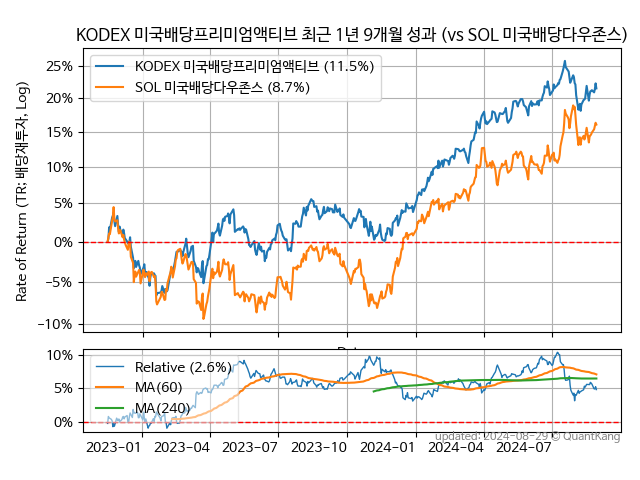 KODEX 미국배당프리미엄액티브 최근 1년 9개월 성과 (vs SOL 미국배당다우존스)
Rate of Return (TR: 배당재투자, Log)
25%
20%
15%
10%
5%
0%
−5%
−10%
KODEX 미국배당프리미엄액티브 (11.5%)
SOL 미국배당다우존스 (8.7%)
10%
5%
0%
Relative (2.6%)
MA(60)
MA(240)
2023-01 2023-04 2023-07 2023-10 2024-01 2024-04 2024-07
updated: 2024-08-29 © QuantKang